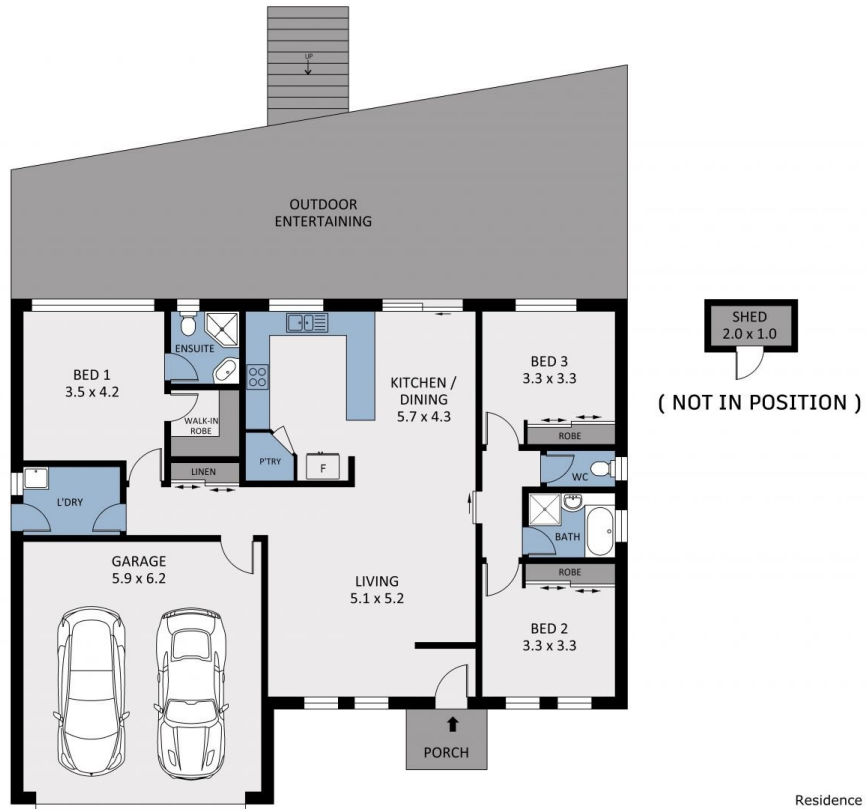 UP
OUTDOOR
ENTERTAINING
SHED
2.0 x 1.0
( NOT IN POSITION )
BED 1
3.5 x 4.2
ENSUITE
WALK-IN
ROBE
KITCHEN /
DINING
5.7 x 4.3
BED 3
3.3 x 3.3
ROBE
P'TRY
F
LINEN
L'DRY
WC
BATH
ROBE
GARAGE
5.9 x 6.2
LIVING
5.1 x 5.2
BED 2
3.3 x 3.3
PORCH
Residence